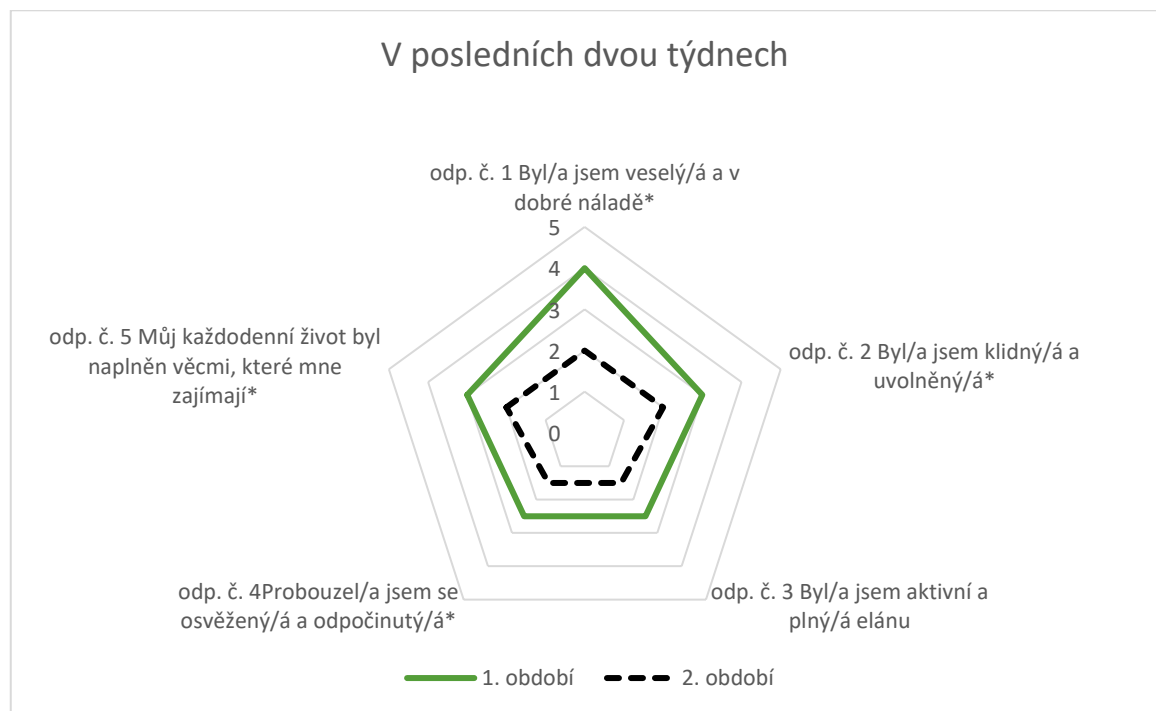 V posledních dvou týdnech
odp. č. 1 Byl/a jsem veselý/á a v
dobré náladě*
5
4
3
2
1
0
odp. č. 2 Byl/a jsem klidný/á a
uvolněný/á*
odp. č. 3 Byl/a jsem aktivní a
plný/á elánu
odp. č. 4Probouzel/a jsem se
osvěžený/á a odpočinutý/á*
odp. č. 5 Můj každodenní život byl
naplněn věcmi, které mne
zajímají*
1. období
2. období